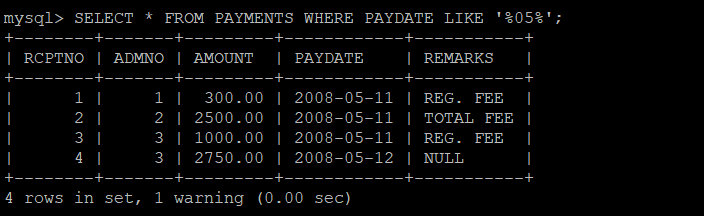 mysql> SELECT * FROM PAYMENTS WHERE PAYDATE LIKE '%05%';
+--------+-------+---------+------------+-----------+
| RCPTNO | ADMNO | AMOUNT  | PAYDATE    | REMARKS   |
+--------+-------+---------+------------+-----------+
|      1 |     1 |  300.00 | 2008-05-11 | REG. FEE  |
|      2 |     2 | 2500.00 | 2008-05-11 | TOTAL FEE |
|      3 |     3 | 1000.00 | 2008-05-11 | REG. FEE  |
|      4 |     3 | 2750.00 | 2008-05-12 | NULL      |
+--------+-------+---------+------------+-----------+
4 rows in set, 1 warning (0.00 sec)